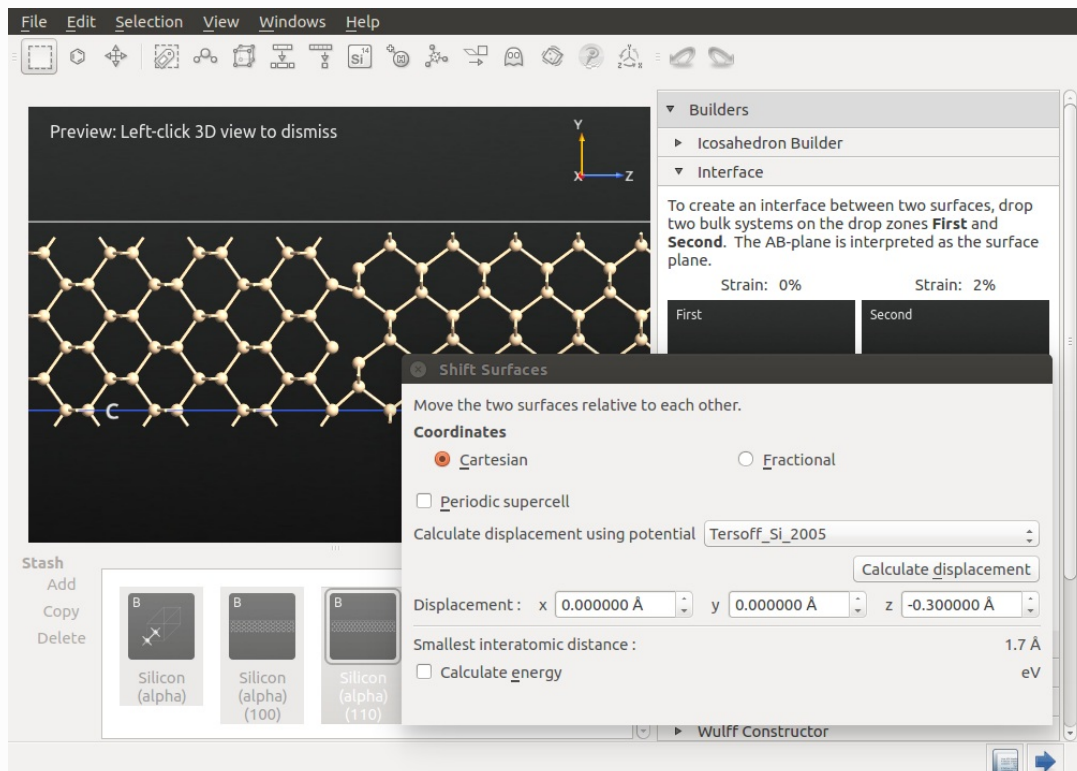 File Edit Selection View Windows Help
Si 14
z x
Preview: Left-click 3D view to dismiss
Y
X Z
C
Builders
Icosahedron Builder
Interface
To create an interface between two surfaces, drop
two bulk systems on the drop zones First and
Second. The AB-plane is interpreted as the surface
plane.
Strain: 0% Strain: 2%
First Second
Shift Surfaces
Move the two surfaces relative to each other.
Coordinates
Cartesian Fractional
Periodic supercell
Calculate displacement using potential Tersoff_Si_2005
Calculate displacement
Displacement : x 0.000000 Å y 0.000000 Å z -0.300000 Å
Smallest interatomic distance : 1.7 Å
Calculate energy eV
Stash
Add
Copy
Delete
B B B
Silicon Silicon Silicon
(alpha) (alpha) (alpha)
(100) (110)
Wulff Constructor